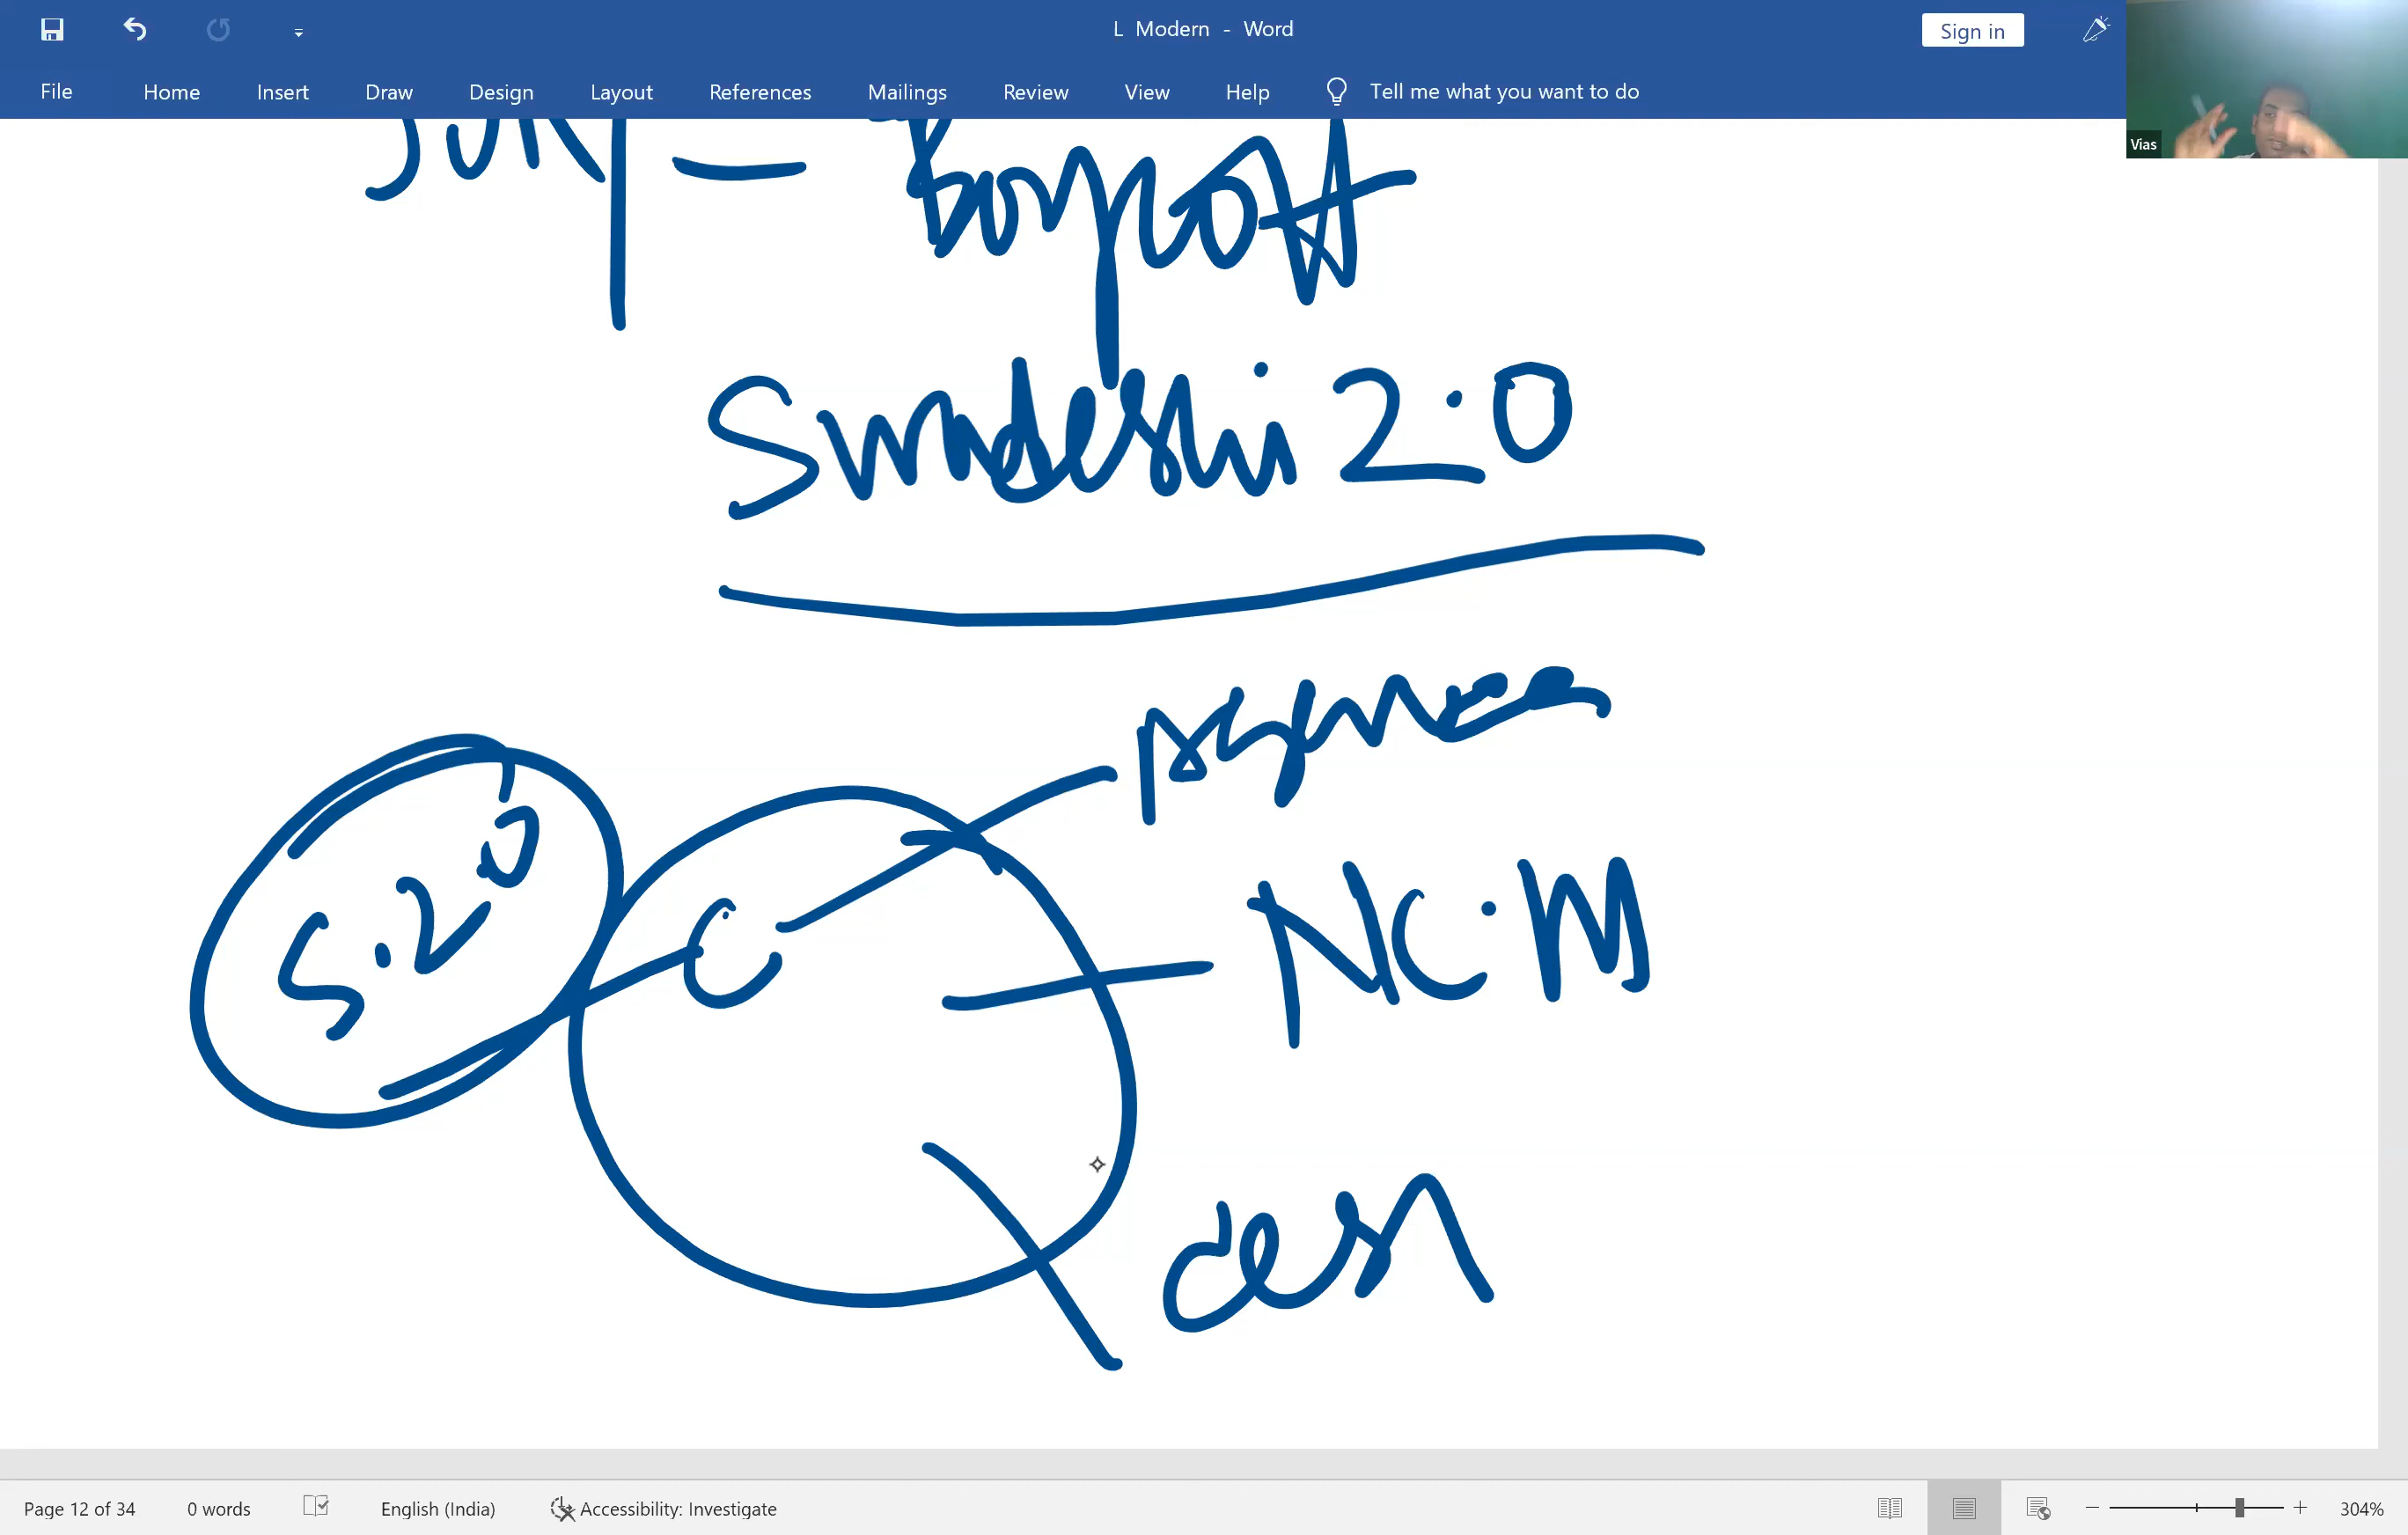 L Modern - Word
Sign in
File Home Insert Draw Design Layout References Mailings Review View Help Tell me what you want to do
Vias
July - Boycott
Swadeshi 2.0
S.2.0
C
NC.M
Page 12 of 34 0 words English (India) Accessibility: Investigate 304%